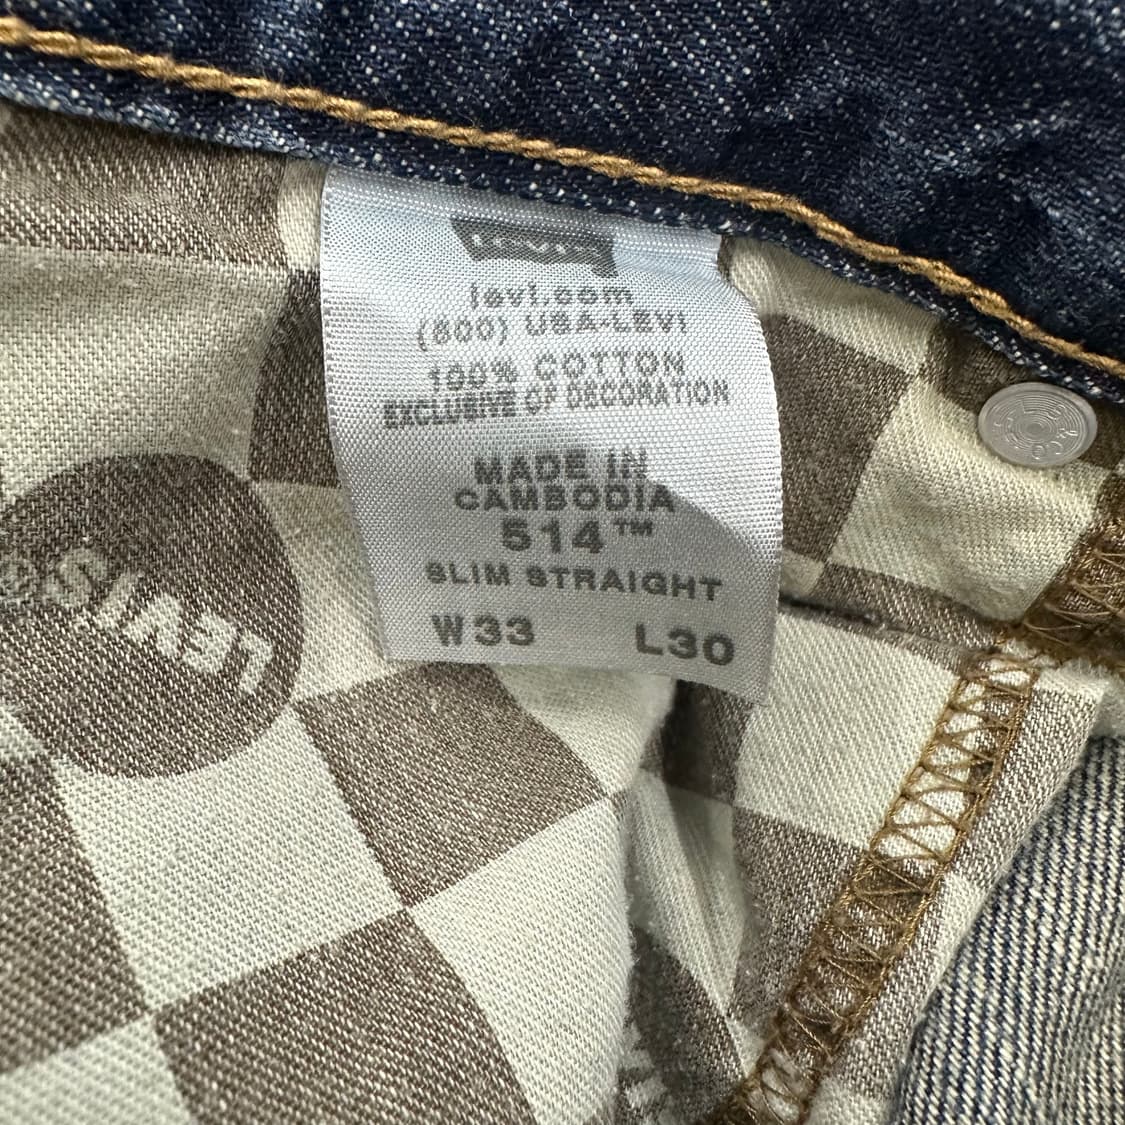 Levi's
levi.com
(800) USA-LEVI
100% COTTON
EXCLUSIVE OF DECORATION
MADE IN
CAMBODIA
514™
SLIM STRAIGHT
W33 L30
LEVI'S®